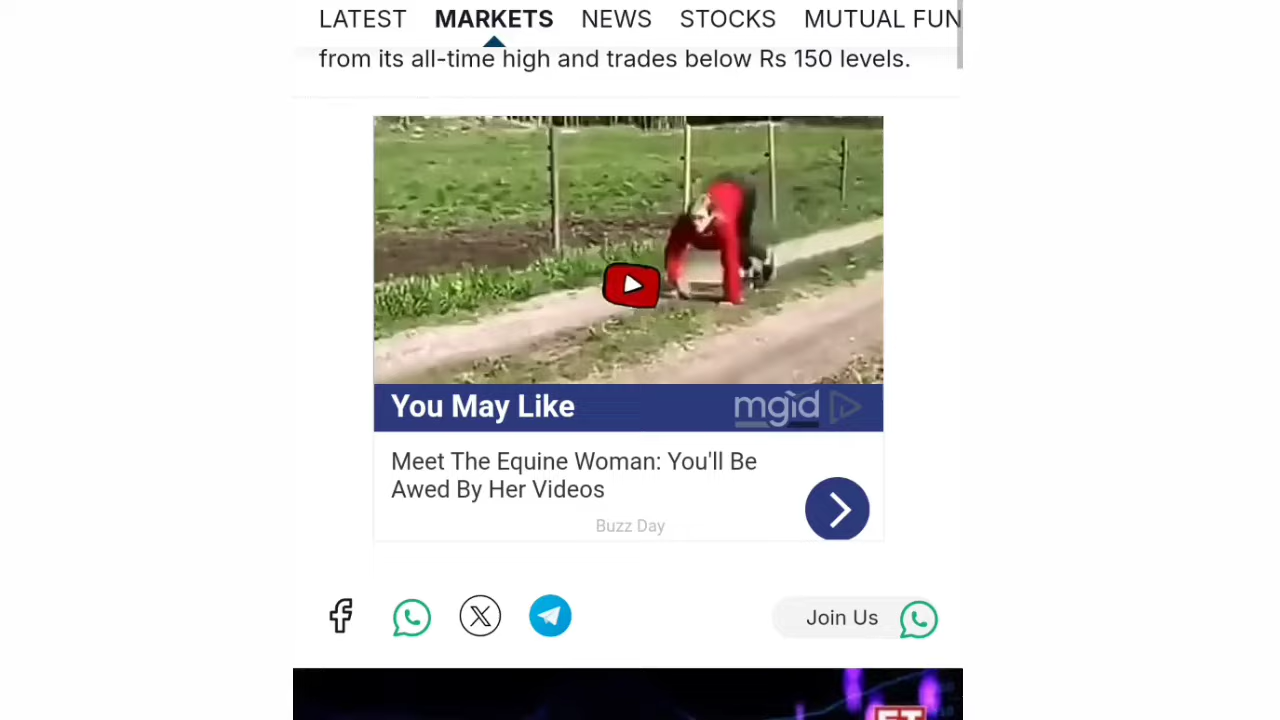 LATEST MARKETS NEWS STOCKS MUTUAL FUN
from its all-time high and trades below Rs 150 levels.
You May Like mgid
Meet The Equine Woman: You'll Be
Awed By Her Videos
Buzz Day
Join Us
ET